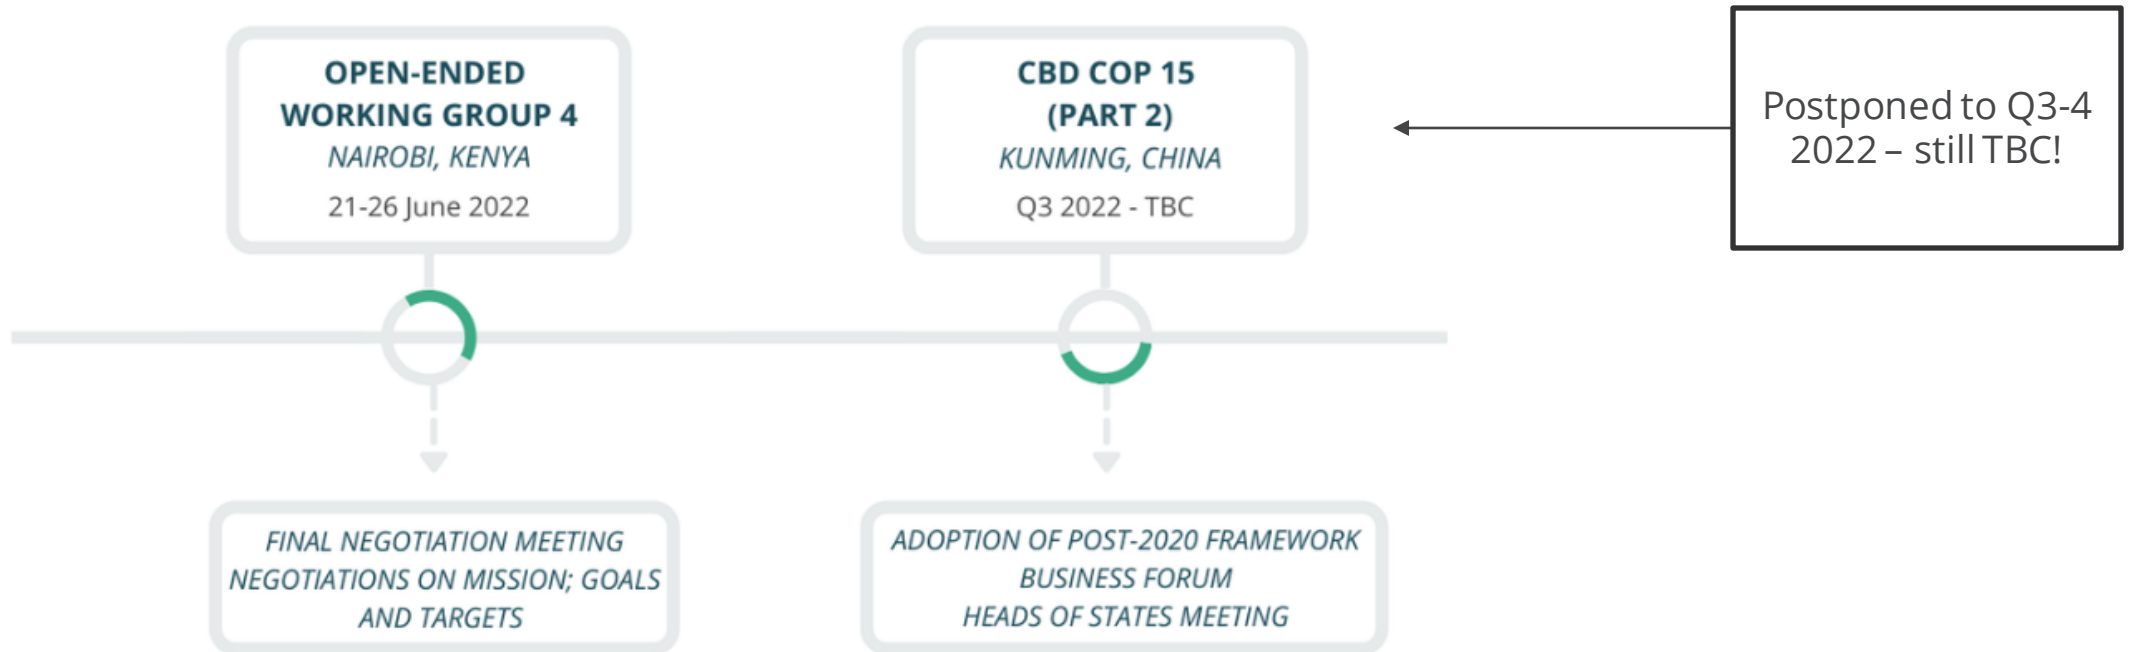 OPEN-ENDED
WORKING GROUP 4
NAIROBI, KENYA
21-26 June 2022
CBD COP 15
(PART 2)
KUNMING, CHINA
Q3 2022 - TBC
Postponed to Q3-4
2022 – still TBC!
FINAL NEGOTIATION MEETING
NEGOTIATIONS ON MISSION; GOALS
AND TARGETS
ADOPTION OF POST-2020 FRAMEWORK
BUSINESS FORUM
HEADS OF STATES MEETING